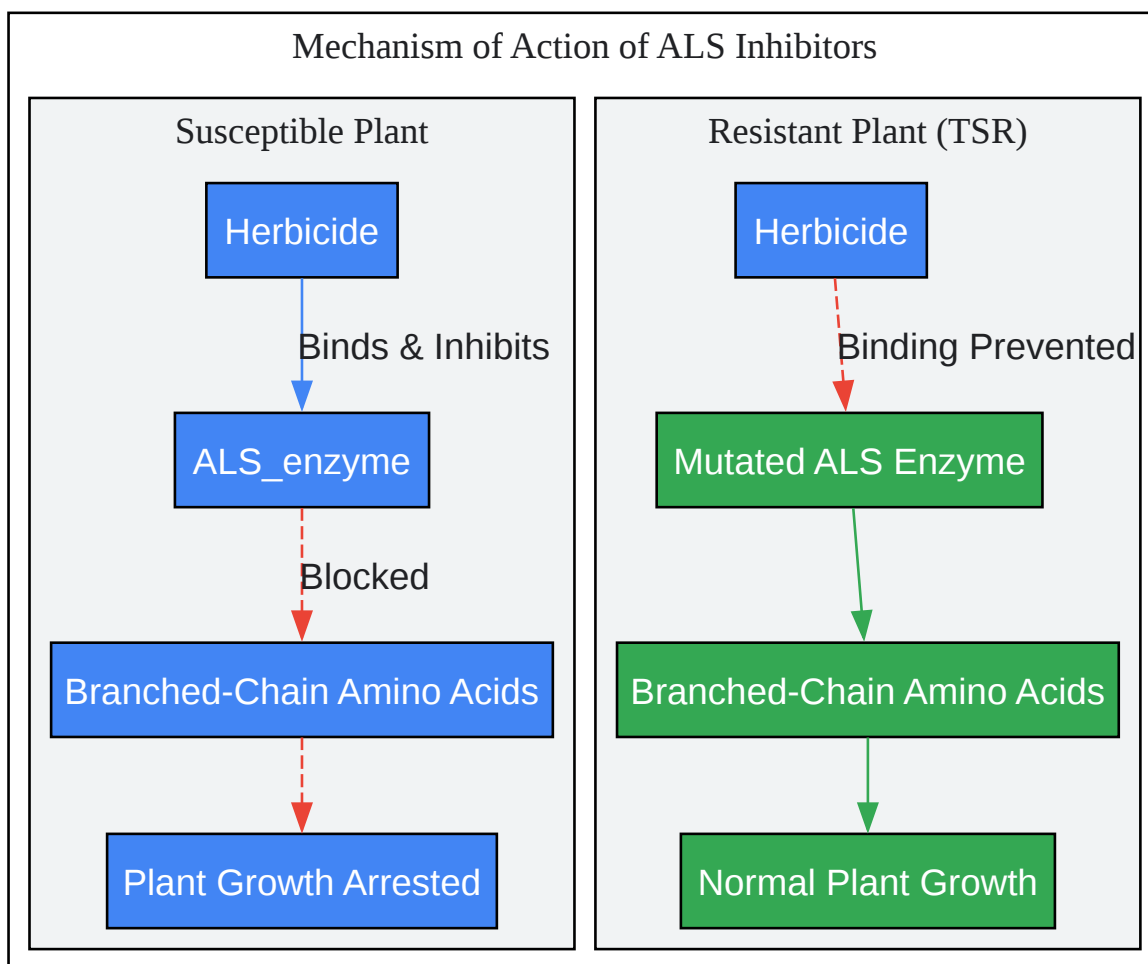 Mechanism of Action of ALS Inhibitors
Susceptible Plant
Herbicide
Binds & Inhibits
ALS_enzyme
Blocked
Branched-Chain Amino Acids
Plant Growth Arrested
Resistant Plant (TSR)
Herbicide
Binding Prevented
Mutated ALS Enzyme
Branched-Chain Amino Acids
Normal Plant Growth